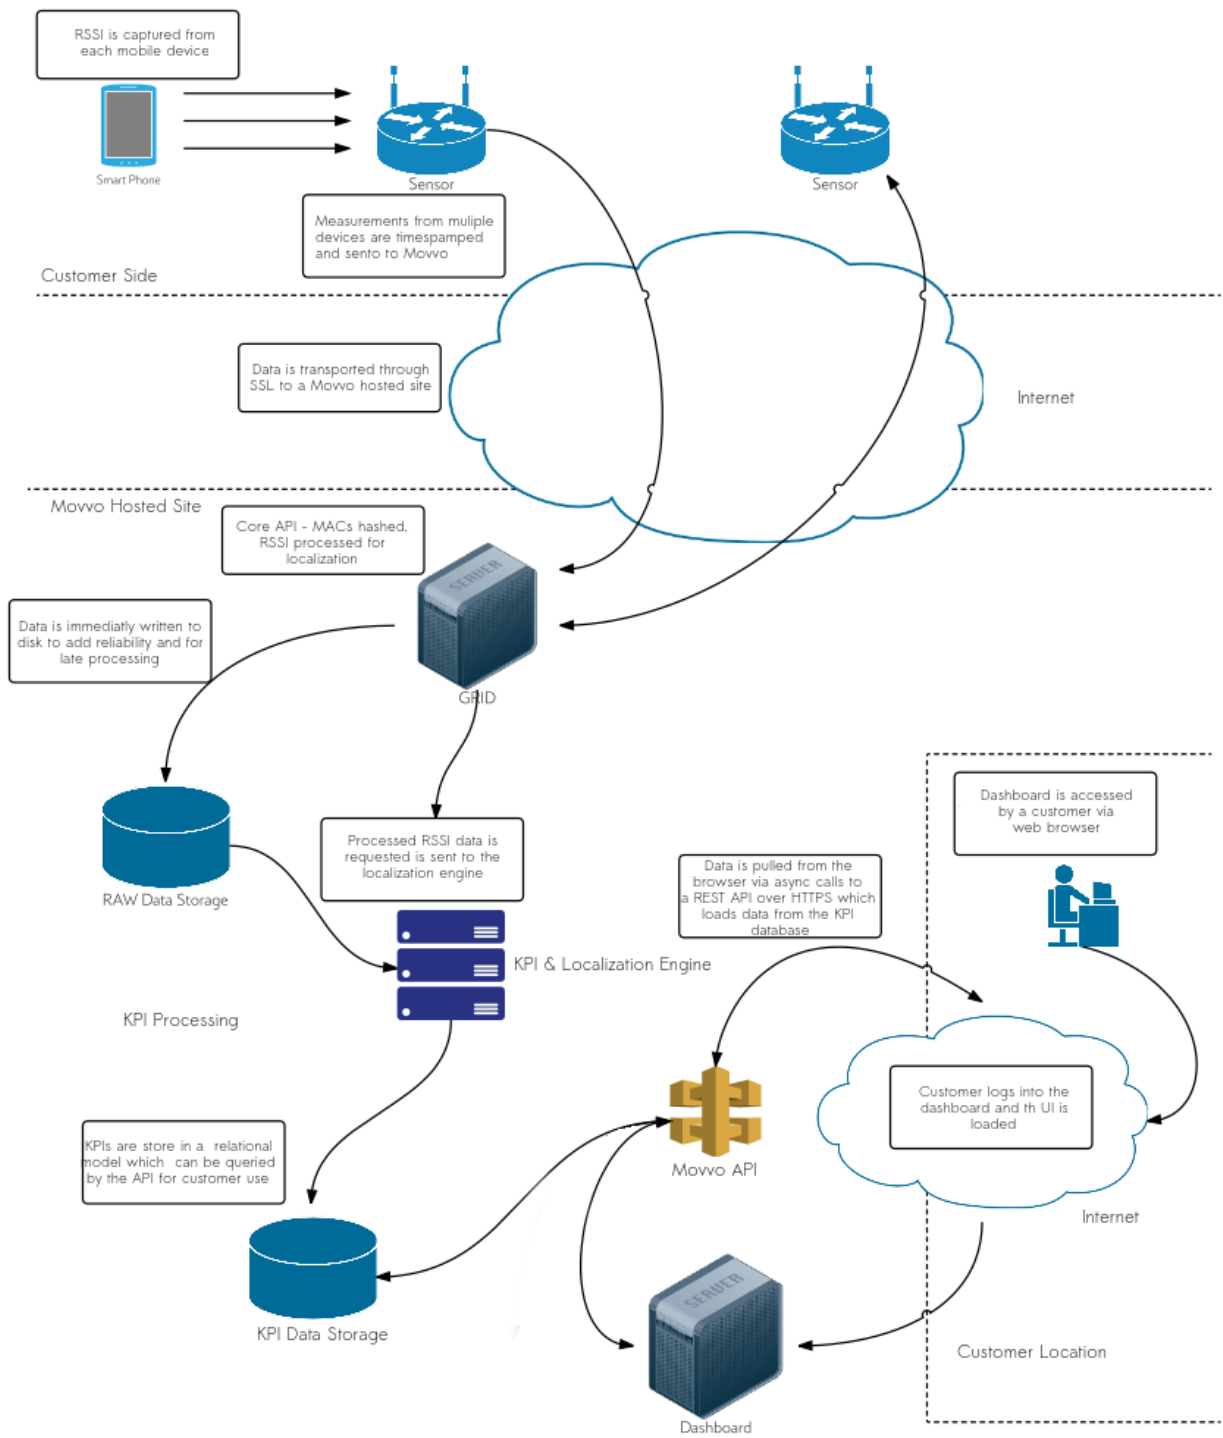 RSSI is captured from
each mobile device
Smart Phone
Sensor
Sensor
Measurements from muliple
devices are timespamped
and sento to Movvo
Customer Side
Data is transported through
SSL to a Movvo hosted site
Internet
Movvo Hosted Site
Core API - MACs hashed,
RSSI processed for
localization
SERVER
GRID
Data is immediatly written to
disk to add reliability and for
late processing
RAW Data Storage
Processed RSSI data is
requested is sent to the
localization engine
KPI & Localization Engine
KPI Processing
Dashboard is accessed
by a customer via
web browser
Data is pulled from the
browser via async calls to
a REST API over HTTPS which
loads data from the KPI
database
Movvo API
Customer logs into the
dashboard and th UI is
loaded
Internet
KPIs are store in a relational
model which can be queried
by the API for customer use
KPI Data Storage
SERVER
Dashboard
Customer Location